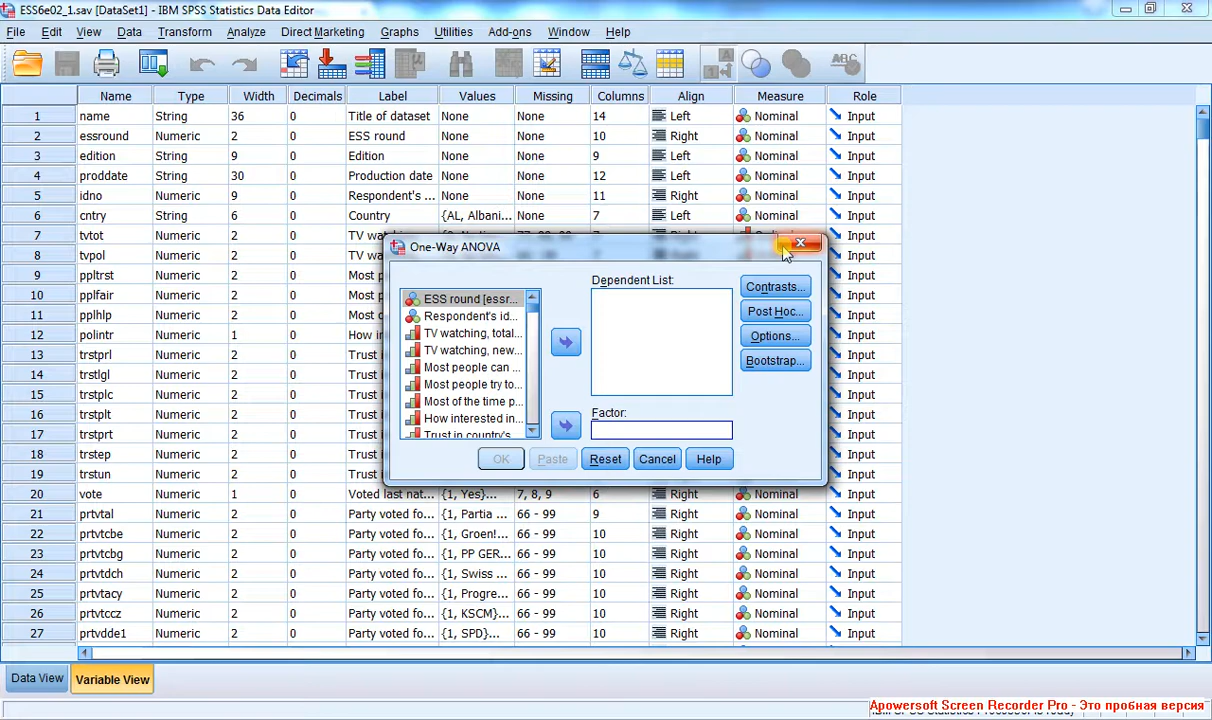 ESS6e02_1.sav [DataSet1] - IBM SPSS Statistics Data Editor
File Edit View Data Transform Analyze Direct Marketing Graphs Utilities Add-ons Window Help
Name Type Width Decimals Label Values Missing Columns Align Measure Role
1 name String 36 0 Title of dataset None None 14 Left Nominal Input
2 essround Numeric 2 0 ESS round None None 10 Right Nominal Input
3 edition String 9 0 Edition None None 9 Left Nominal Input
4 proddate String 30 0 Production date None None 12 Left Nominal Input
5 idno Numeric 9 0 Respondent's ... None None 11 Right Nominal Input
6 cntry String 6 0 Country {AL, Albani... None 7 Left Nominal Input
7 tvtot Numeric 2 0 TV watching, Input
8 tvpol Numeric 2 0 Input
9 ppltrst Numeric 2 0 Most Input
10 pplfair Numeric 2 0 Most Input
11 pplhlp Numeric 2 0 Most Input
12 polintr Numeric 1 0 How Input
13 trstprl Numeric 2 0 Trust Input
14 trstlgl Numeric 2 0 Trust Input
15 trstplc Numeric 2 0 Trust Input
16 trstplt Numeric 2 0 Trust Input
17 trstprt Numeric 2 0 Trust Input
18 trstep Numeric 2 0 Trust Input
19 trstun Numeric 2 0 Trust Input
20 vote Numeric 1 0 Voted last nat... {1, Yes}... 7, 8, 9 6 Right Nominal Input
21 prtvtal Numeric 2 0 Party voted fo... {1, Partia ... 66 - 99 9 Right Nominal Input
22 prtvtcbe Numeric 2 0 Party voted fo... {1, Groen!... 66 - 99 10 Right Nominal Input
23 prtvtcbg Numeric 2 0 Party voted fo... {1, PP GER... 66 - 99 10 Right Nominal Input
24 prtvtdch Numeric 2 0 Party voted fo... {1, Swiss ... 66 - 99 10 Right Nominal Input
25 prtvtacy Numeric 2 0 Party voted fo... {1, Progre... 66 - 99 10 Right Nominal Input
26 prtvtccz Numeric 2 0 Party voted fo... {1, KSCM}... 66 - 99 10 Right Nominal Input
27 prtvdde1 Numeric 2 0 Party voted fo... {1, SPD}... 66 - 99 10 Right Nominal Input
One-Way ANOVA
ESS round [essr...
Respondent's id...
TV watching, total...
TV watching, new...
Most people can ...
Most people try to...
Most of the time p...
How interested in...
Trust in country's
Dependent List:
Factor:
Contrasts...
Post Hoc...
Options...
Bootstrap...
OK Paste Reset Cancel Help
Data View Variable View
Apowersoft Screen Recorder Pro - Это пробная версия